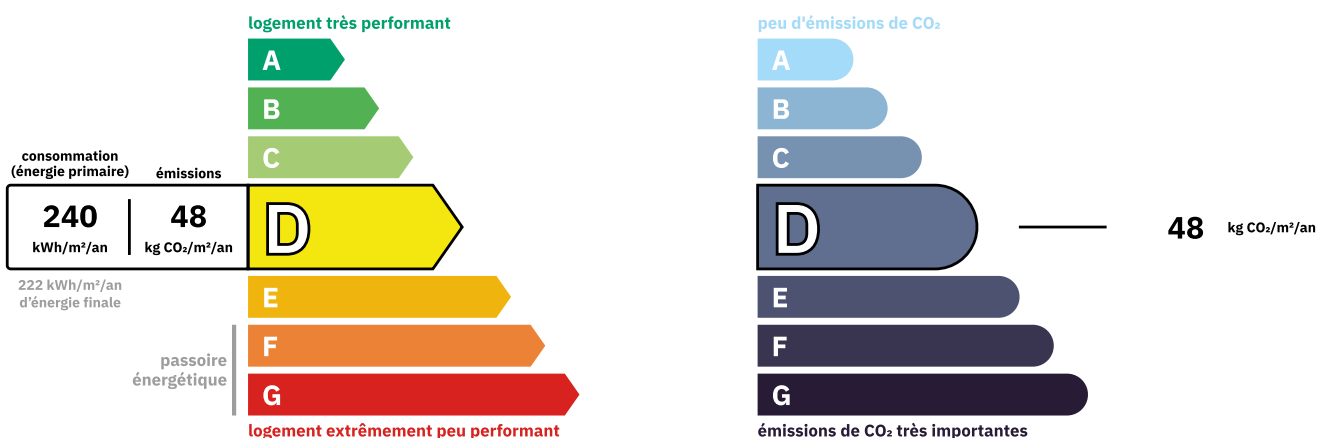 logement très performant
A
B
C
consommation
(énergie primaire)
émissions
240
kWh/m²/an
48
kg CO₂/m²/an
D
222 kWh/m²/an
d'énergie finale
E
passoire
énergétique
F
G
logement extrêmement peu performant
peu d'émissions de CO₂
A
B
C
D
48 kg CO₂/m²/an
E
F
G
émissions de CO₂ très importantes